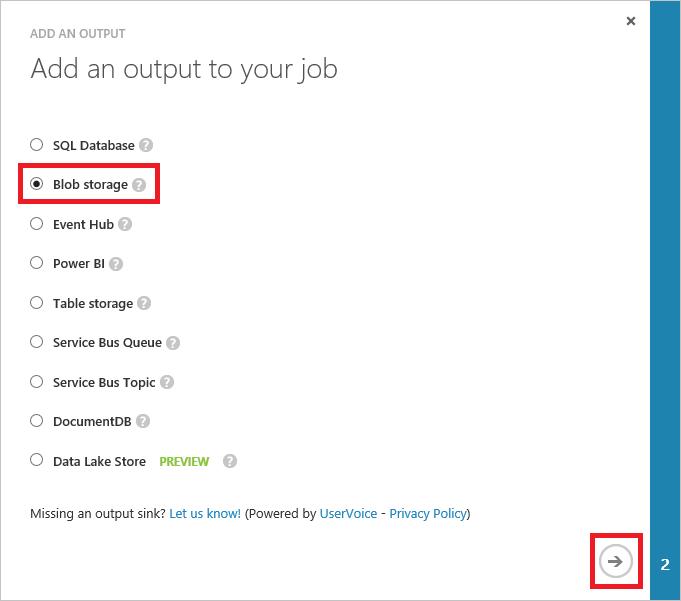 ADD AN OUTPUT
Add an output to your job
SQL Database ?
Blob storage ?
Event Hub ?
Power BI ?
Table storage ?
Service Bus Queue ?
Service Bus Topic ?
DocumentDB ?
Data Lake Store PREVIEW ?
Missing an output sink? Let us know! (Powered by UserVoice - Privacy Policy)
2